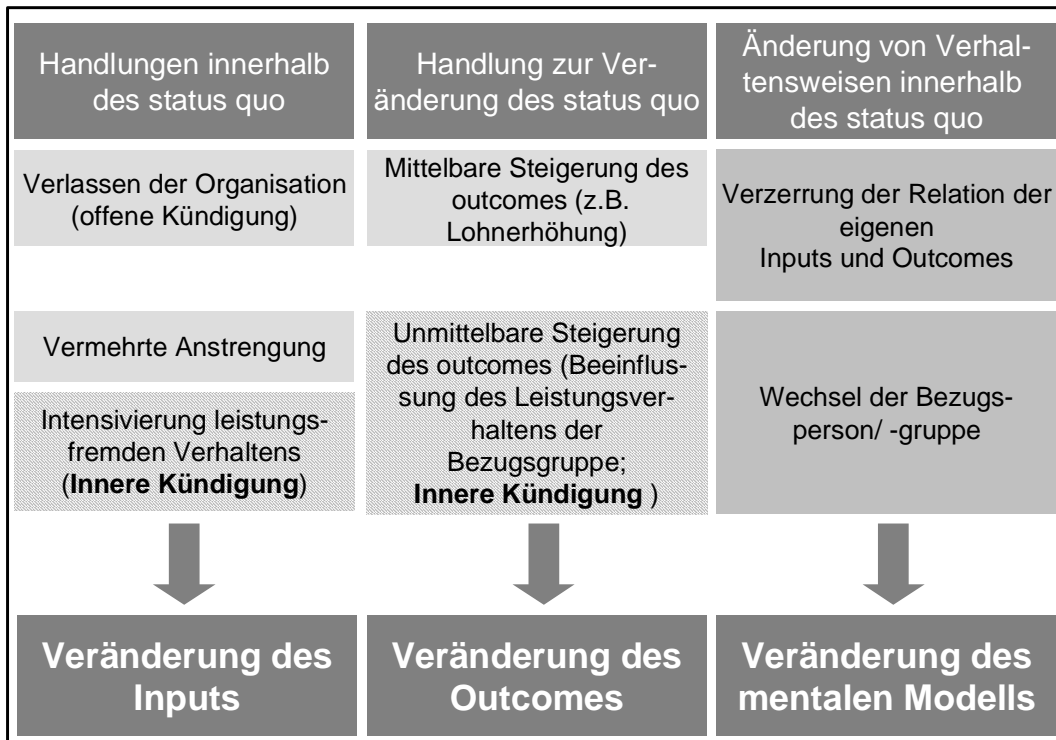 Handlungen innerhalb
des status quo
Handlung zur Ver-
änderung des status quo
Änderung von Verhal-
tensweisen innerhalb
des status quo
Verlassen der Organisation
(offene Kündigung)
Mittelbare Steigerung des
outcomes (z.B.
Lohnerhöhung)
Verzerrung der Relation der
eigenen
Inputs und Outcomes
Vermehrte Anstrengung
Intensivierung leistungs-
fremden Verhaltens
(Innere Kündigung)
Unmittelbare Steigerung
des outcomes (Beeinflus-
sung des Leistungsver-
haltens der
Bezugsgruppe;
Innere Kündigung )
Wechsel der Bezugs-
person/ -gruppe
Veränderung des
Inputs
Veränderung des
Outcomes
Veränderung des
mentalen Modells